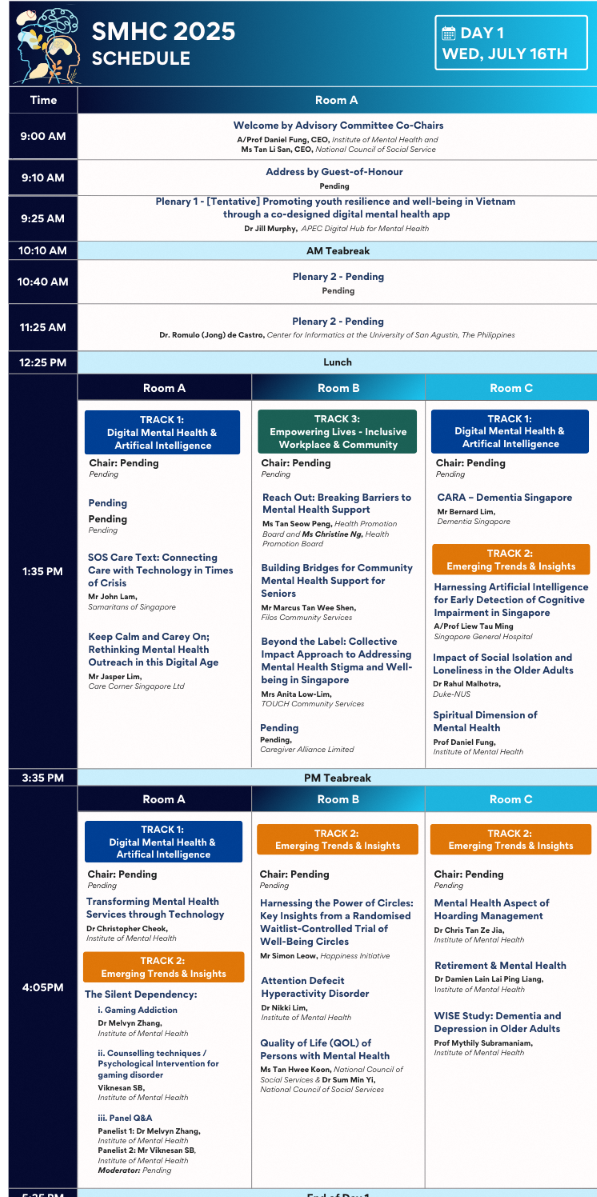 SMHC 2025
SCHEDULE
DAY 1
WED, JULY 16TH
Time
Room A
9:00 AM
Welcome by Advisory Committee Co-Chairs
A/Prof Daniel Fung, CEO, Institute of Mental Health and
Ms Tan Li San, CEO, National Council of Social Service
9:10 AM
Address by Guest-of-Honour
Pending
9:25 AM
Plenary 1 - [Tentative] Promoting youth resilience and well-being in Vietnam
through a co-designed digital mental health app
Dr Jill Murphy, APEC Digital Hub for Mental Health
10:10 AM
AM Teabreak
10:40 AM
Plenary 2 - Pending
Pending
11:25 AM
Plenary 2 - Pending
Dr. Romulo (Jong) de Castro, Center for Informatics at the University of San Agustin, The Philippines
12:25 PM
Lunch
1:35 PM
Room A
TRACK 1:
Digital Mental Health &
Artifical Intelligence
Chair: Pending
Pending
Pending
Pending
Pending
SOS Care Text: Connecting
Care with Technology in Times
of Crisis
Mr John Lam,
Samaritans of Singapore
Keep Calm and Carey On;
Rethinking Mental Health
Outreach in this Digital Age
Mr Jasper Lim,
Care Corner Singapore Ltd
Room B
TRACK 3:
Empowering Lives - Inclusive
Workplace & Community
Chair: Pending
Pending
Reach Out: Breaking Barriers to
Mental Health Support
Ms Tan Seow Peng, Health Promotion
Board and Ms Christine Ng, Health
Promotion Board
Building Bridges for Community
Mental Health Support for
Seniors
Mr Marcus Tan Wee Shen,
Filos Community Services
Beyond the Label: Collective
Impact Approach to Addressing
Mental Health Stigma and Well-
being in Singapore
Mrs Anita Low-Lim,
TOUCH Community Services
Pending
Pending,
Caregiver Alliance Limited
Room C
TRACK 1:
Digital Mental Health &
Artifical Intelligence
Chair: Pending
Pending
CARA – Dementia Singapore
Mr Bernard Lim,
Dementia Singapore
TRACK 2:
Emerging Trends & Insights
Harnessing Artificial Intelligence
for Early Detection of Cognitive
Impairment in Singapore
A/Prof Liew Tau Ming
Singapore General Hospital
Impact of Social Isolation and
Loneliness in the Older Adults
Dr Rahul Malhotra,
Duke-NUS
Spiritual Dimension of
Mental Health
Prof Daniel Fung,
Institute of Mental Health
3:35 PM
PM Teabreak
4:05PM
Room A
TRACK 1:
Digital Mental Health &
Artifical Intelligence
Chair: Pending
Pending
Transforming Mental Health
Services through Technology
Dr Christopher Cheok,
Institute of Mental Health
TRACK 2:
Emerging Trends & Insights
The Silent Dependency:
i. Gaming Addiction
Dr Melvyn Zhang,
Institute of Mental Health
ii. Counselling techniques /
Psychological Intervention for
gaming disorder
Viknesan SB,
Institute of Mental Health
iii. Panel Q&A
Panelist 1: Dr Melvyn Zhang,
Institute of Mental Health
Panelist 2: Mr Viknesan SB,
Institute of Mental Health
Moderator: Pending
Room B
TRACK 2:
Emerging Trends & Insights
Chair: Pending
Pending
Harnessing the Power of Circles:
Key Insights from a Randomised
Waitlist-Controlled Trial of
Well-Being Circles
Mr Simon Leow, Happiness Initiative
Attention Defecit
Hyperactivity Disorder
Dr Nikki Lim,
Institute of Mental Health
Quality of Life (QOL) of
Persons with Mental Health
Ms Tan Hwee Koon, National Council of
Social Services & Dr Sum Min Yi,
National Council of Social Services
Room C
TRACK 2:
Emerging Trends & Insights
Chair: Pending
Pending
Mental Health Aspect of
Hoarding Management
Dr Chris Tan Ze Jia,
Institute of Mental Health
Retirement & Mental Health
Dr Damien Lain Lai Ping Liang,
Institute of Mental Health
WISE Study: Dementia and
Depression in Older Adults
Prof Mythily Subramaniam,
Institute of Mental Health
5:35 PM
End of Day 1